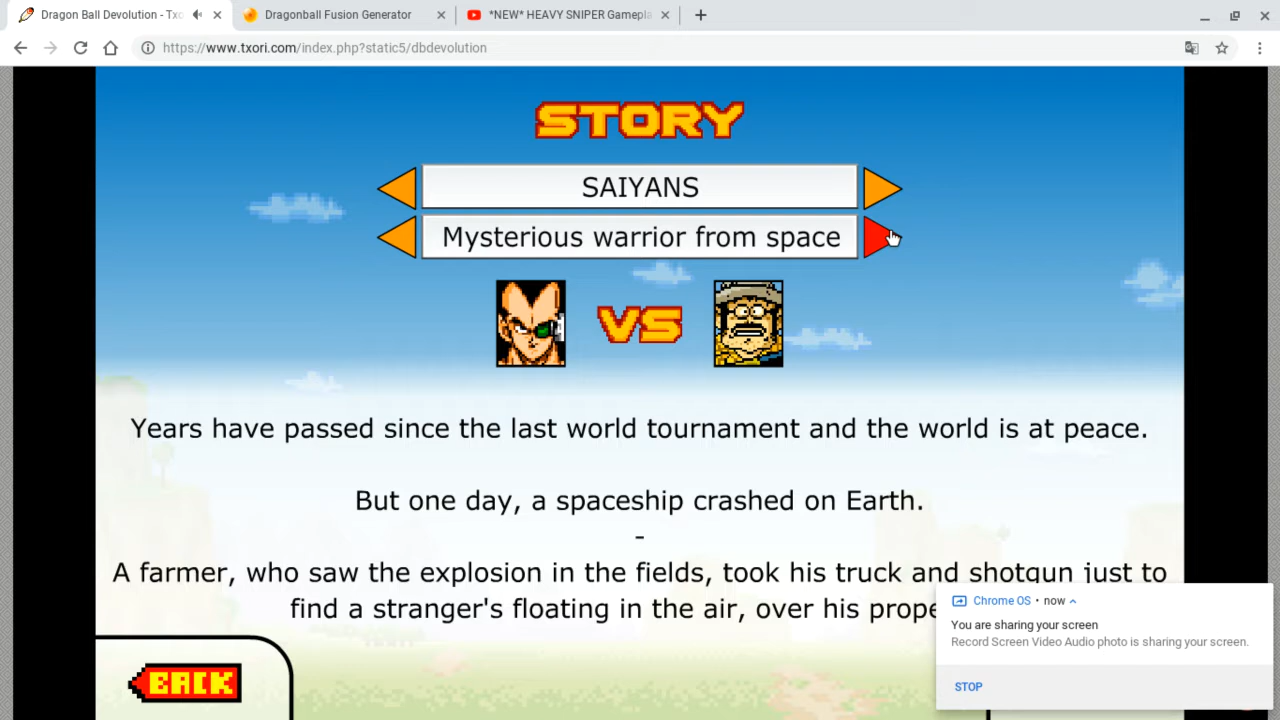 Dragon Ball Devolution - Txo
Dragonball Fusion Generator
*NEW* HEAVY SNIPER Gamepla
https://www.txori.com/index.php?static5/dbdevolution
STORY
SAIYANS
Mysterious warrior from space
VS
Years have passed since the last world tournament and the world is at peace.
But one day, a spaceship crashed on Earth.
-
A farmer, who saw the explosion in the fields, took his truck and shotgun just to
find a stranger's floating in the air, over his prope
Chrome OS • now
You are sharing your screen
Record Screen Video Audio photo is sharing your screen.
STOP
BACK